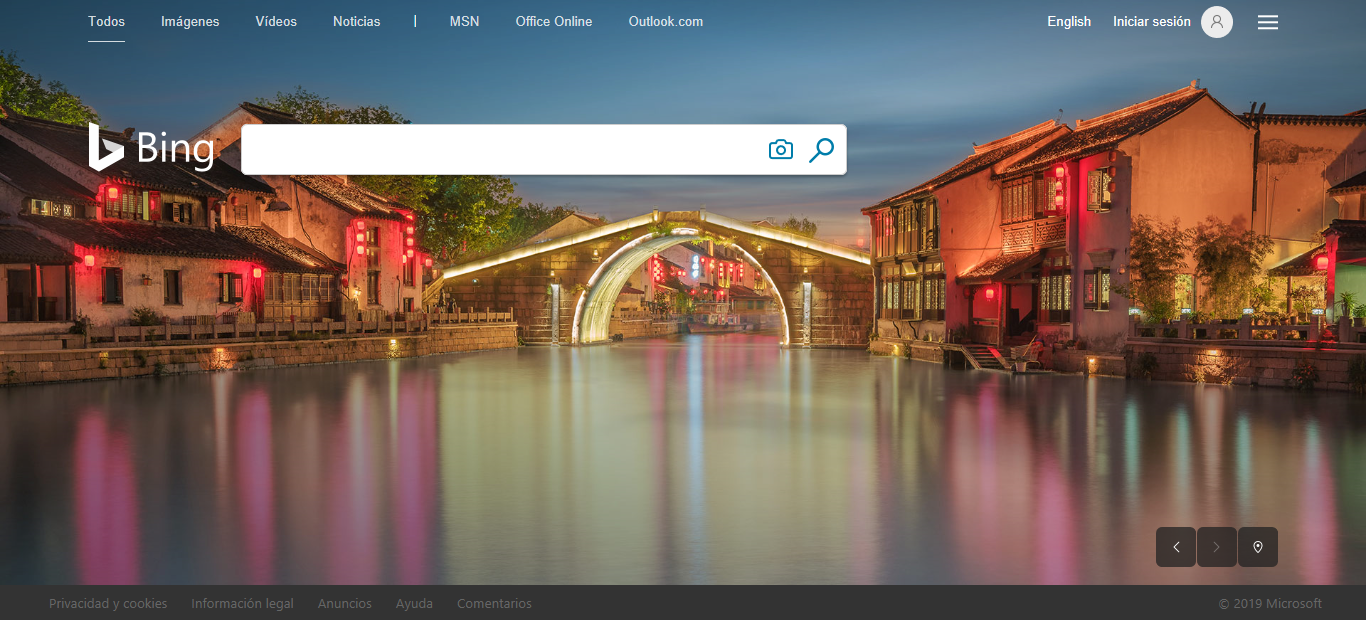 Todos Imágenes Vídeos Noticias | MSN Office Online Outlook.com English Iniciar sesión
Bing
Privacidad y cookies Información legal Anuncios Ayuda Comentarios © 2019 Microsoft